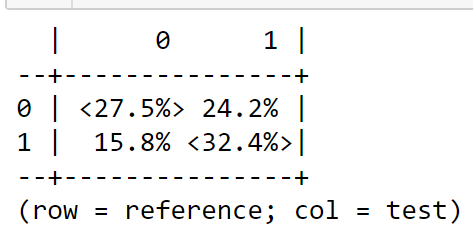 |      0      1 |
--+---------------+
0 | <27.5%> 24.2% |
1 |  15.8% <32.4%>|
--+---------------+
(row = reference; col = test)